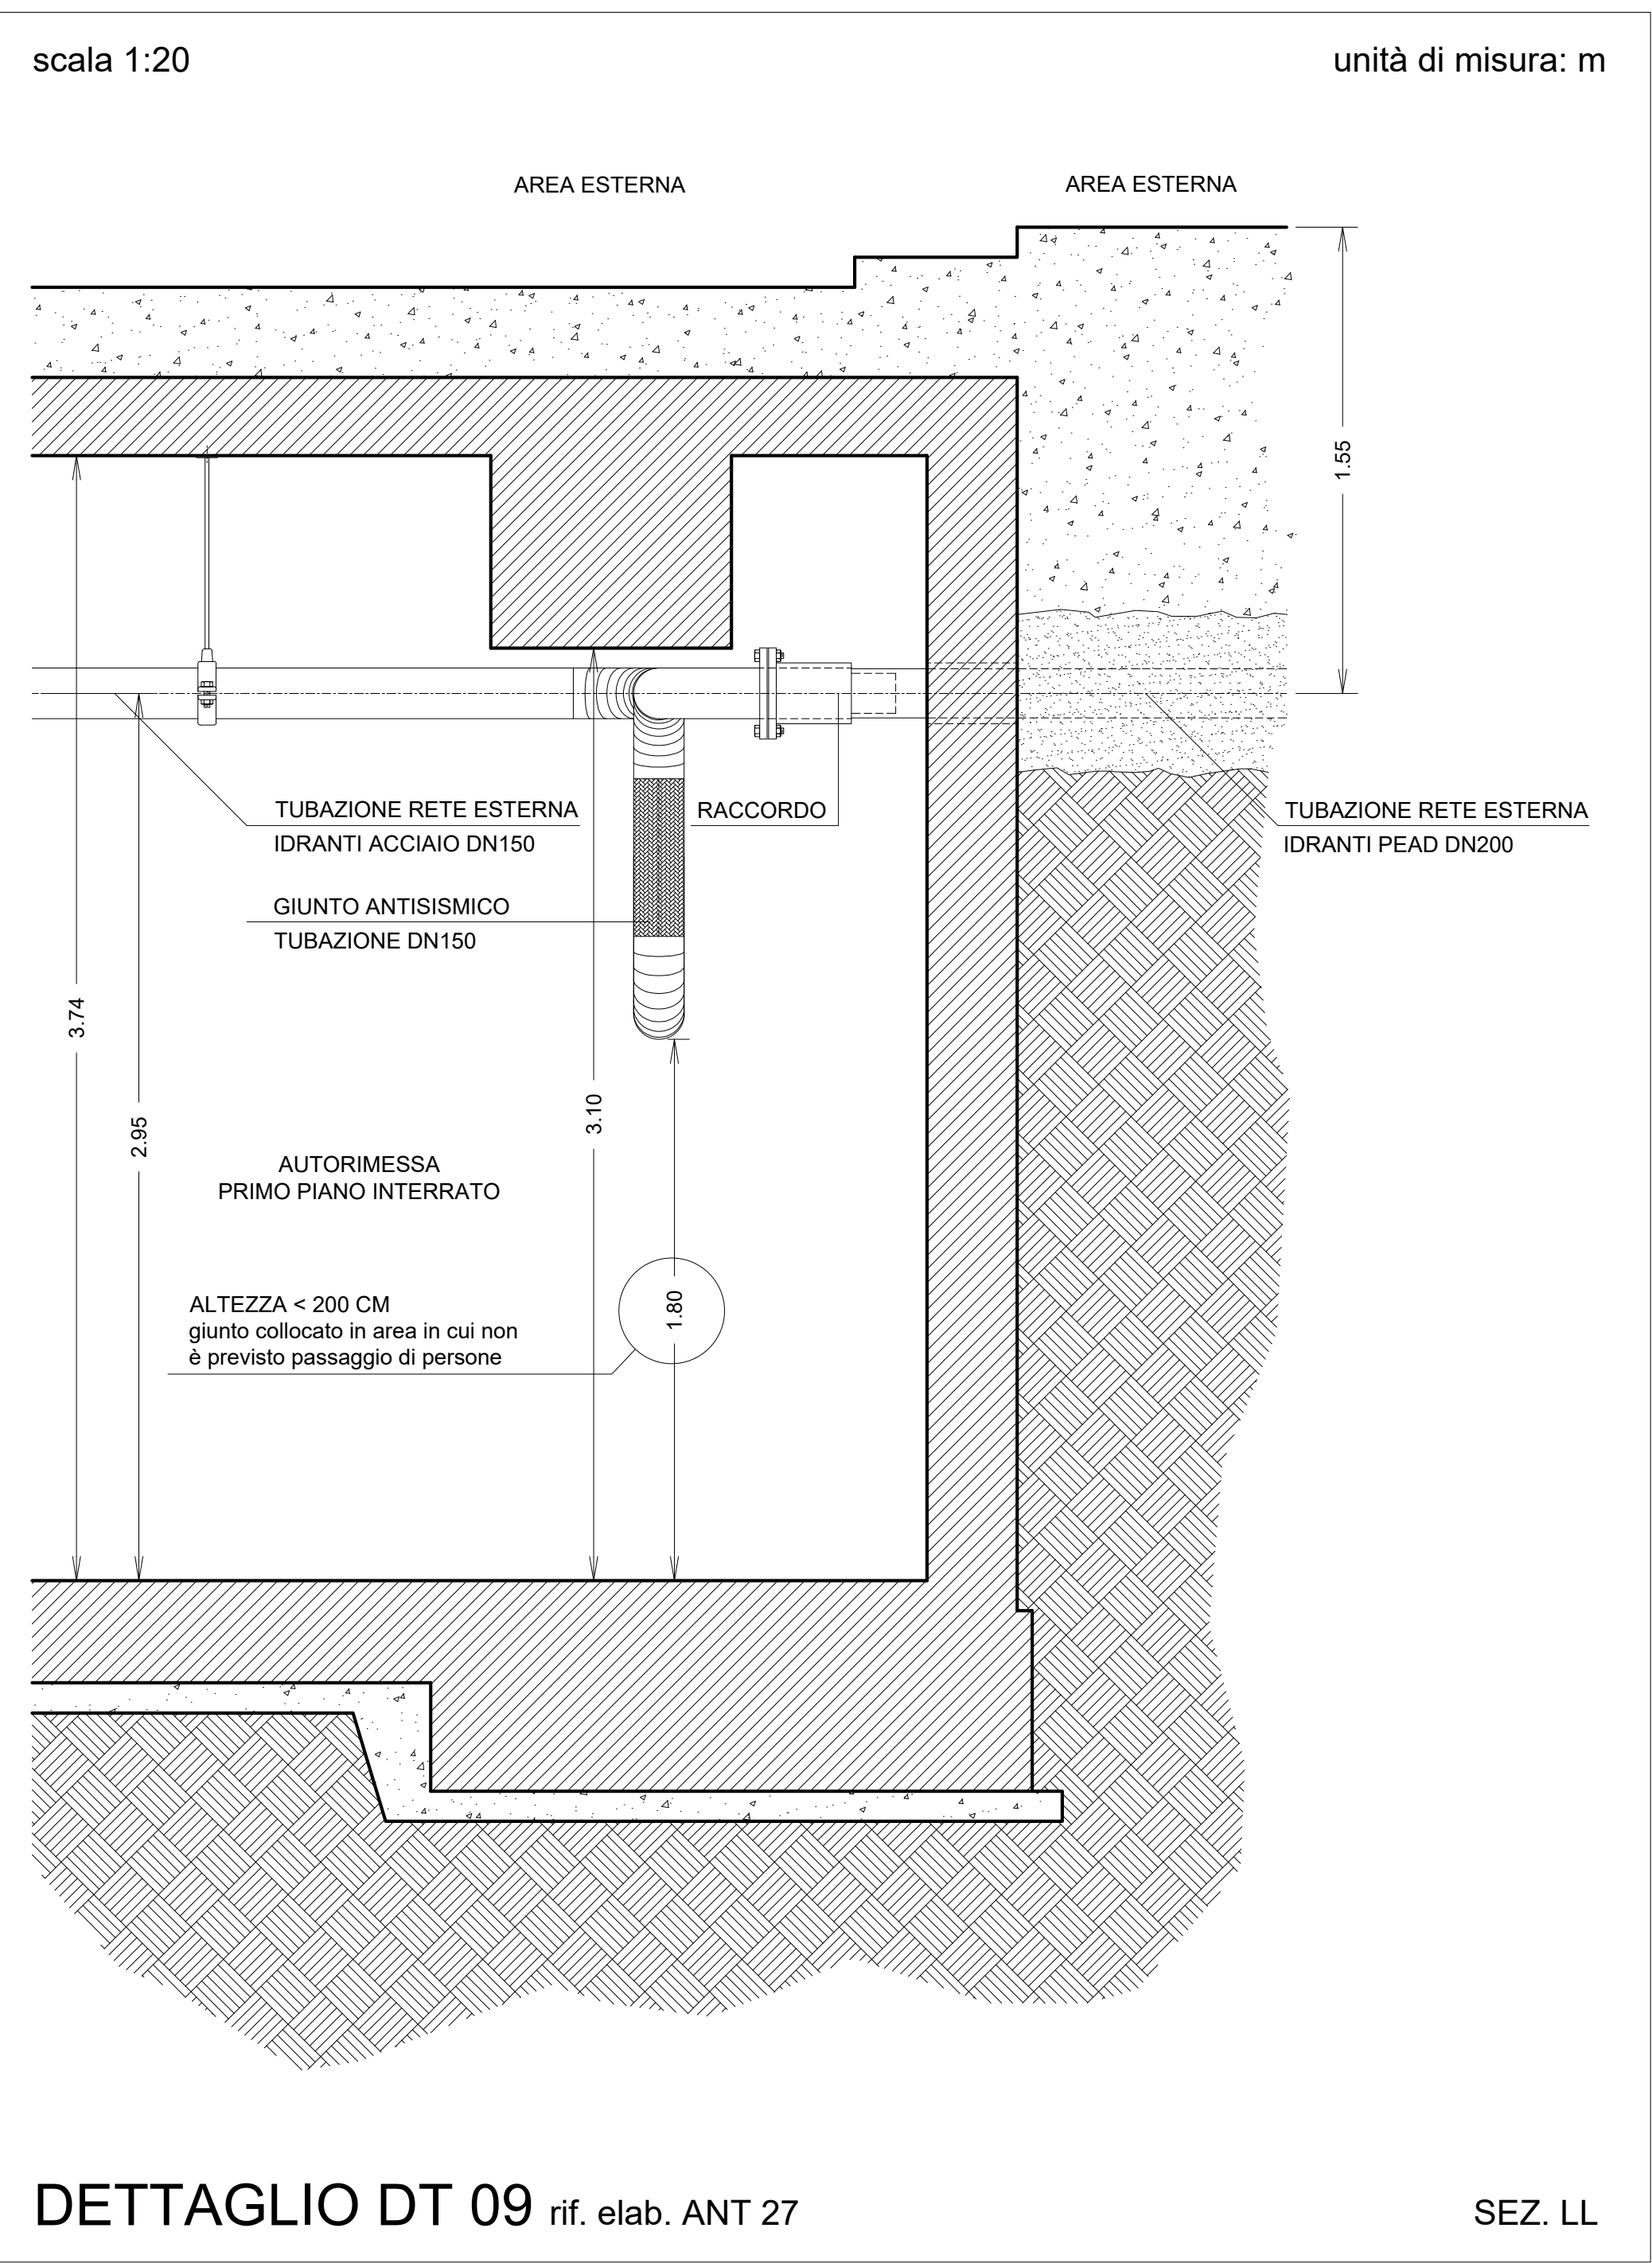 scala 1:20
unità di misura: m
AREA ESTERNA
AREA ESTERNA
1.55
TUBAZIONE RETE ESTERNA
IDRANTI ACCIAIO DN150
RACCORDO
TUBAZIONE RETE ESTERNA
IDRANTI PEAD DN200
GIUNTO ANTISISMICO
TUBAZIONE DN150
3.74
2.95
3.10
AUTORIMESSA
PRIMO PIANO INTERRATO
1.80
ALTEZZA < 200 CM
giunto collocato in area in cui non
è previsto passaggio di persone
DETTAGLIO DT 09 rif. elab. ANT 27
SEZ. LL